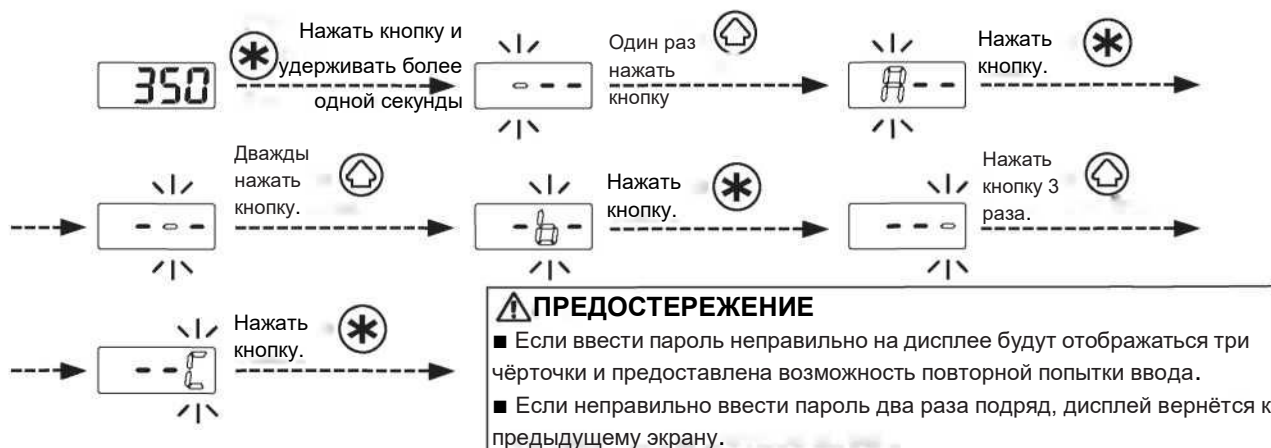 350
Нажать кнопку и
удерживать более
одной секунды
- - -
Один раз
нажать
кнопку
A - -
Нажать
кнопку.
- - -
Дважды
нажать
кнопку.
- b -
Нажать
кнопку.
- - -
Нажать
кнопку 3
раза.
- - C
Нажать
кнопку.
ПРЕДОСТЕРЕЖЕНИЕ
■ Если ввести пароль неправильно на дисплее будут отображаться три
чёрточки и предоставлена возможность повторной попытки ввода.
■ Если неправильно ввести пароль два раза подряд, дисплей вернётся к
предыдущему экрану.